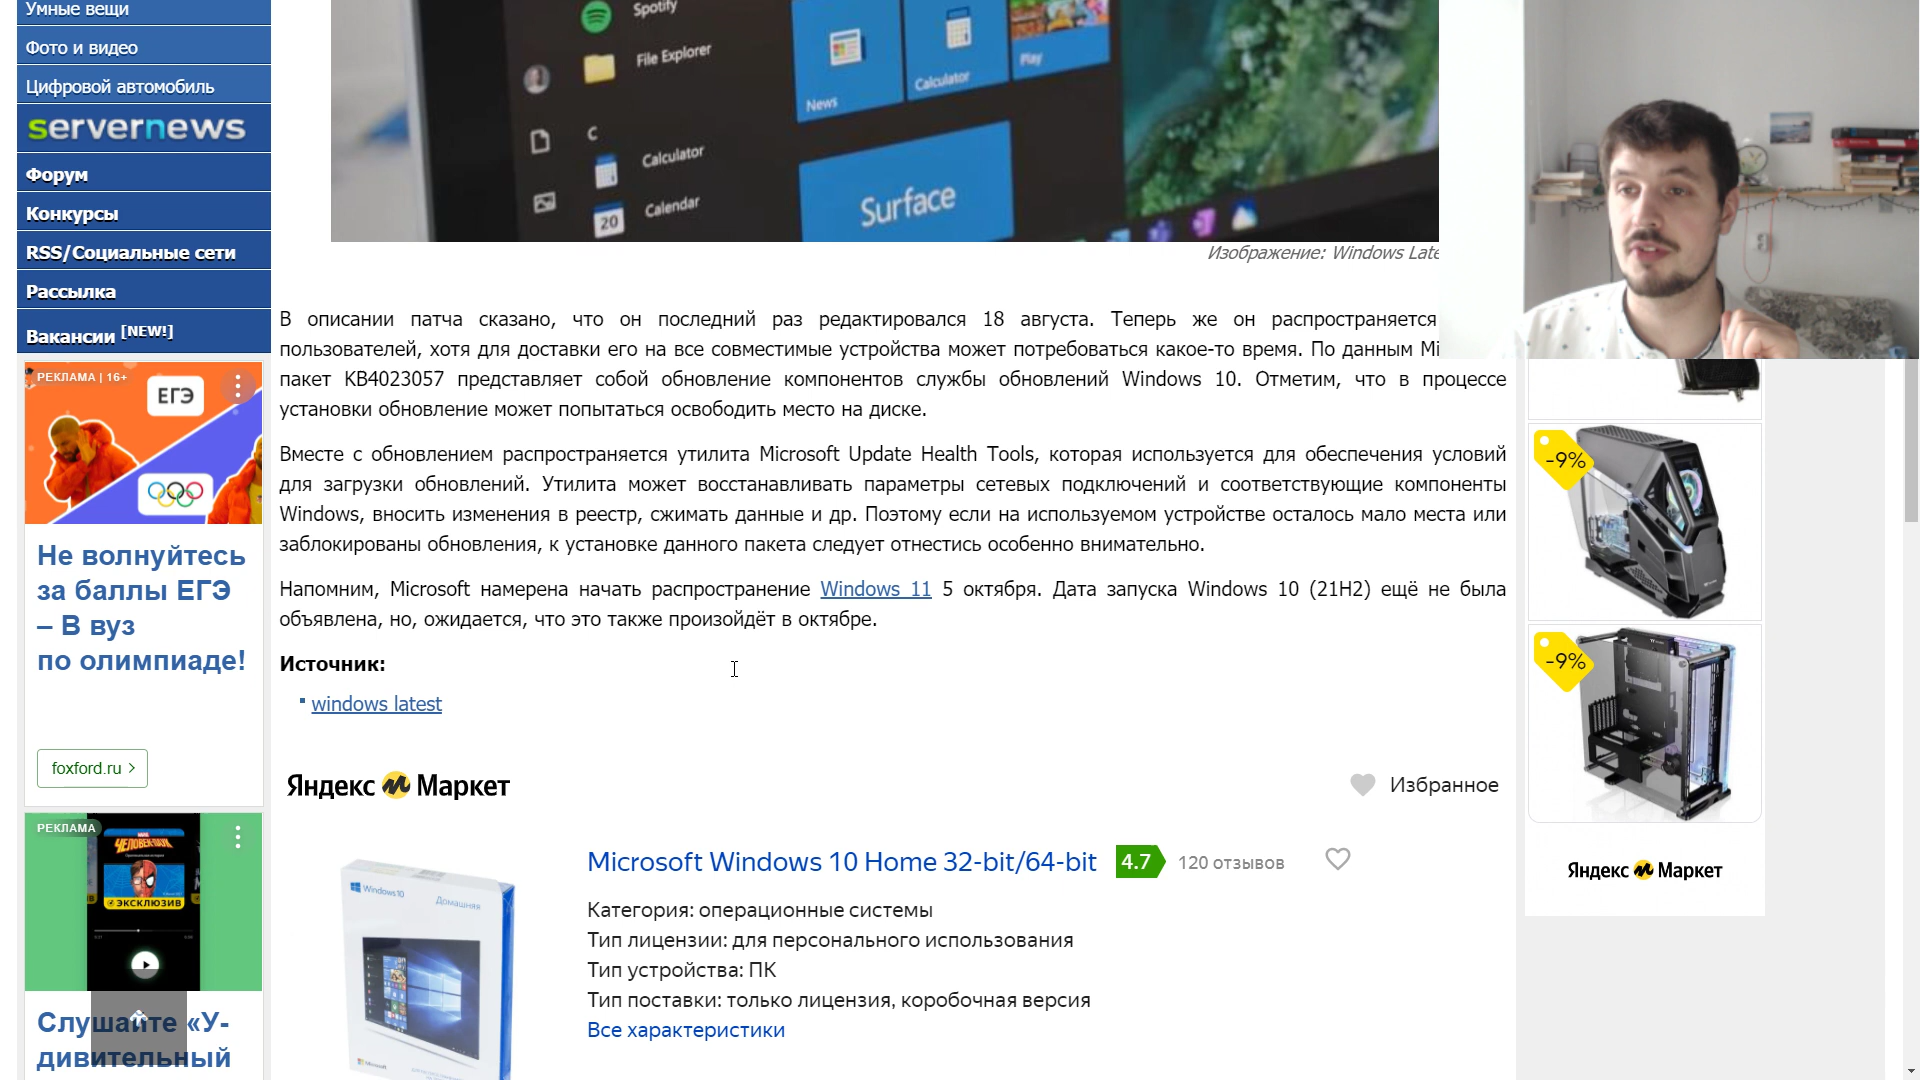 Умные вещи
Фото и видео
Цифровой автомобиль
servernews
Форум
Конкурсы
RSS/Социальные сети
Рассылка
Вакансии [NEW!]
РЕКЛАМА | 16+
ЕГЭ
Не волнуйтесь
за баллы ЕГЭ
– В вуз
по олимпиаде!
foxford.ru
РЕКЛАМА
ЧЕЛОВЕК-ПАУК
ЭКСКЛЮЗИВ
Слушайте «У-
дивительный
Spotify
File Explorer
C
Calculator
20
Calendar
News
Calculator
Play
Surface
Изображение: Windows Late
В описании патча сказано, что он последний раз редактировался 18 августа. Теперь же он распространяется
пользователей, хотя для доставки его на все совместимые устройства может потребоваться какое-то время. По данным Mi
пакет KB4023057 представляет собой обновление компонентов службы обновлений Windows 10. Отметим, что в процессе
установки обновление может попытаться освободить место на диске.
Вместе с обновлением распространяется утилита Microsoft Update Health Tools, которая используется для обеспечения условий
для загрузки обновлений. Утилита может восстанавливать параметры сетевых подключений и соответствующие компоненты
Windows, вносить изменения в реестр, сжимать данные и др. Поэтому если на используемом устройстве осталось мало места или
заблокированы обновления, к установке данного пакета следует отнестись особенно внимательно.
Напомним, Microsoft намерена начать распространение Windows 11 5 октября. Дата запуска Windows 10 (21H2) ещё не была
объявлена, но, ожидается, что это также произойдёт в октябре.
Источник:
windows latest
Яндекс Маркет
Избранное
Microsoft Windows 10 Home 32-bit/64-bit 4.7 120 отзывов
Категория: операционные системы
Тип лицензии: для персонального использования
Тип устройства: ПК
Тип поставки: только лицензия, коробочная версия
Все характеристики
Windows 10
Домашняя
Microsoft
-9%
-9%
Яндекс Маркет